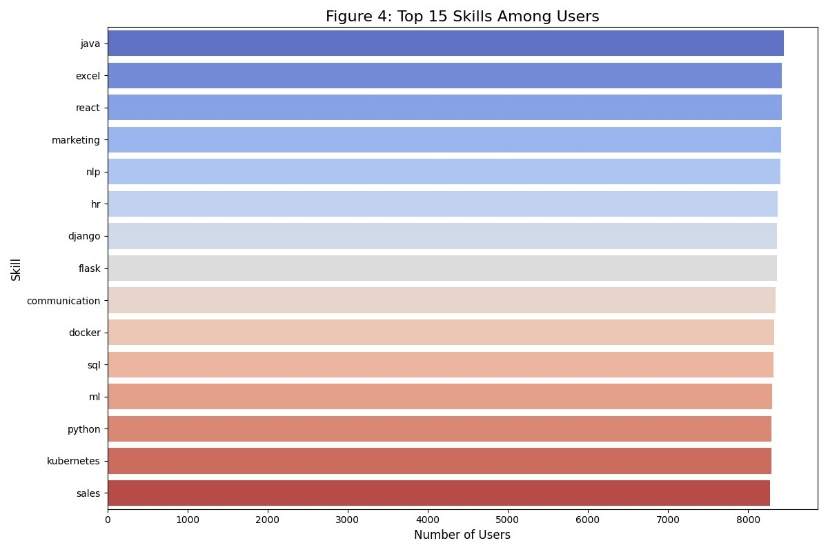 Figure 4: Top 15 Skills Among Users
Skill
java
excel
react
marketing
nlp
hr
django
flask
communication
docker
sql
ml
python
kubernetes
sales
0 1000 2000 3000 4000 5000 6000 7000 8000
Number of Users